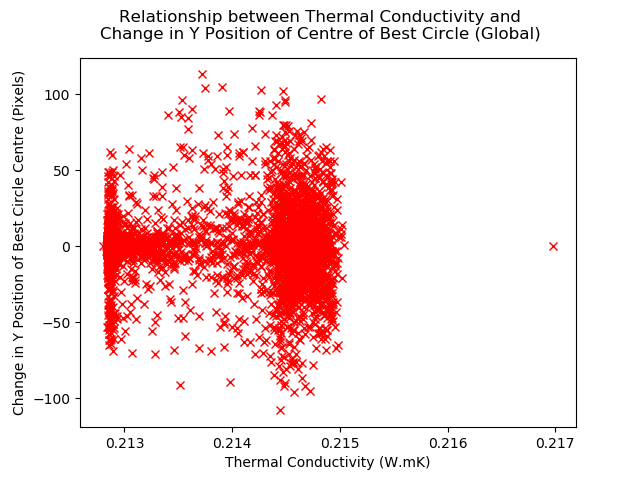 Relationship between Thermal Conductivity and
Change in Y Position of Centre of Best Circle (Global)
Change in Y Position of Best Circle Centre (Pixels)
100
50
0
−50
−100
0.213
0.214
0.215
0.216
0.217
Thermal Conductivity (W.mK)